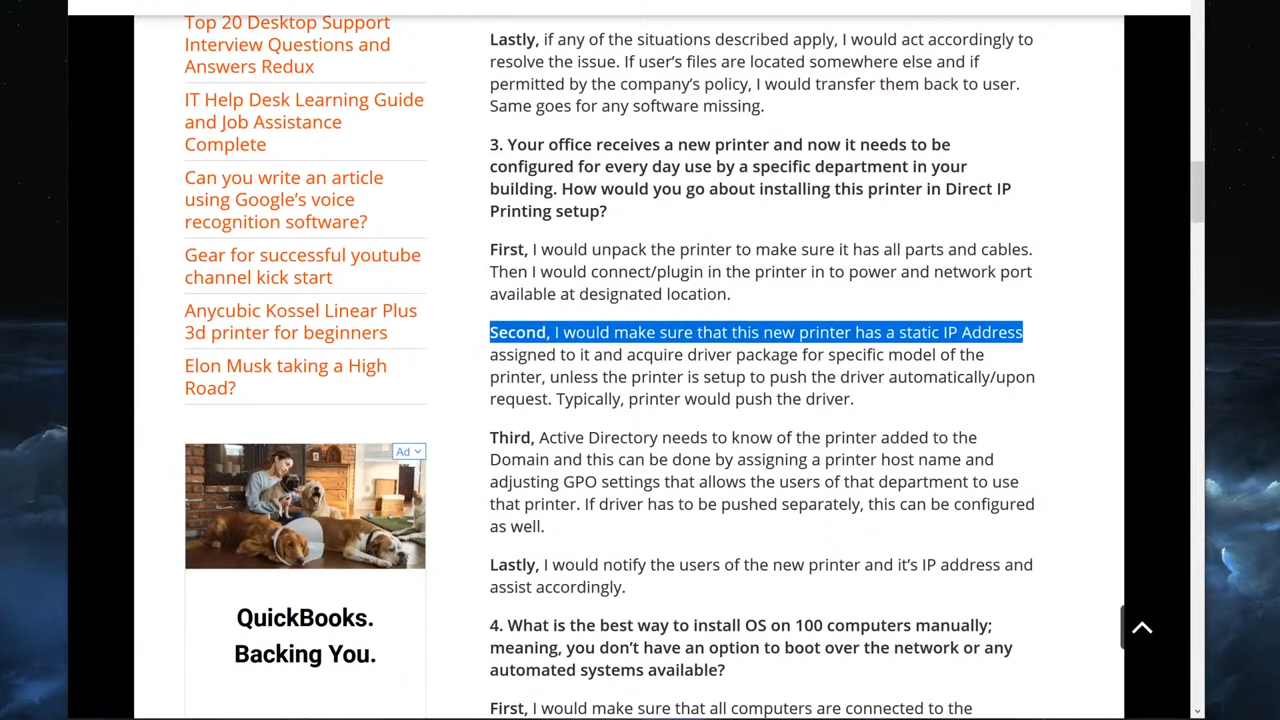 Top 20 Desktop Support
Interview Questions and
Answers Redux
IT Help Desk Learning Guide
and Job Assistance
Complete
Can you write an article
using Google’s voice
recognition software?
Gear for successful youtube
channel kick start
Anycubic Kossel Linear Plus
3d printer for beginners
Elon Musk taking a High
Road?
Ad
QuickBooks.
Backing You.
Lastly, if any of the situations described apply, I would act accordingly to
resolve the issue. If user’s files are located somewhere else and if
permitted by the company’s policy, I would transfer them back to user.
Same goes for any software missing.
3. Your office receives a new printer and now it needs to be
configured for every day use by a specific department in your
building. How would you go about installing this printer in Direct IP
Printing setup?
First, I would unpack the printer to make sure it has all parts and cables.
Then I would connect/plugin in the printer in to power and network port
available at designated location.
Second, I would make sure that this new printer has a static IP Address
assigned to it and acquire driver package for specific model of the
printer, unless the printer is setup to push the driver automatically/upon
request. Typically, printer would push the driver.
Third, Active Directory needs to know of the printer added to the
Domain and this can be done by assigning a printer host name and
adjusting GPO settings that allows the users of that department to use
that printer. If driver has to be pushed separately, this can be configured
as well.
Lastly, I would notify the users of the new printer and it’s IP address and
assist accordingly.
4. What is the best way to install OS on 100 computers manually;
meaning, you don’t have an option to boot over the network or any
automated systems available?
First, I would make sure that all computers are connected to the